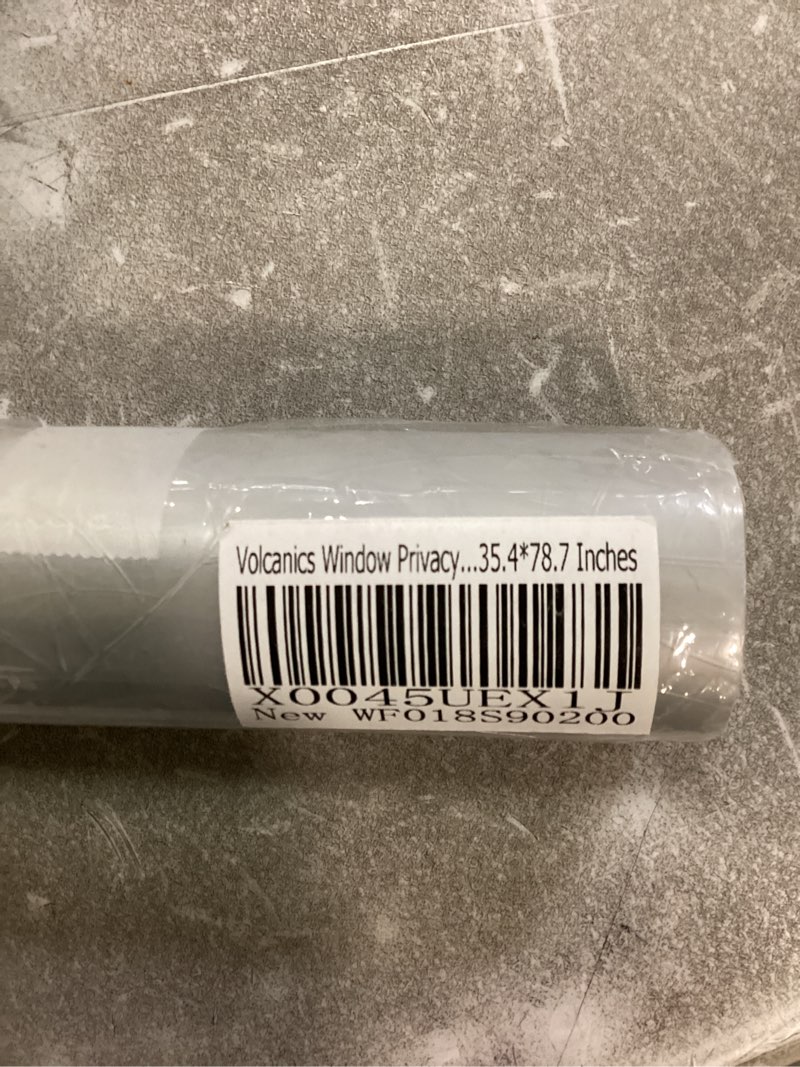 Volcanics Window Privacy...35.4*78.7 Inches
X0045UEX1J
New WF018S90200